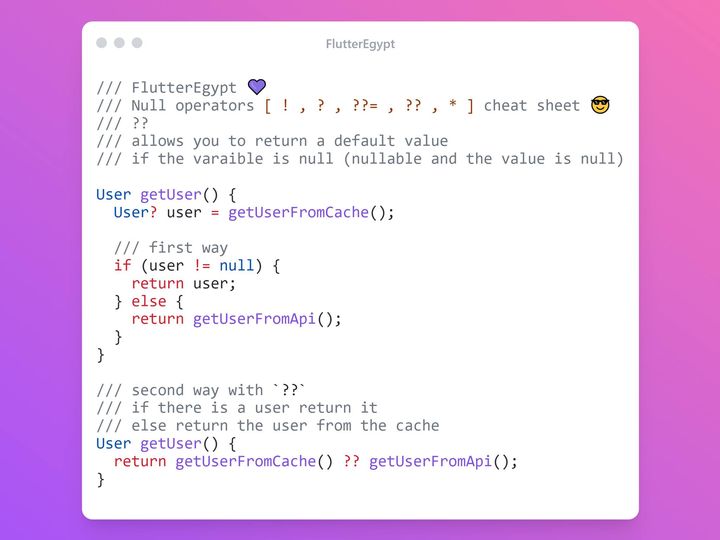 FlutterEgypt
/// FlutterEgypt 💜
/// Null operators [ ! , ? , ??= , ?? , * ] cheat sheet 😎
/// ??
/// allows you to return a default value
/// if the varaible is null (nullable and the value is null)

User getUser() {
  User? user = getUserFromCache();

  /// first way
  if (user != null) {
    return user;
  } else {
    return getUserFromApi();
  }
}

/// second way with `??`
/// if there is a user return it
/// else return the user from the cache
User getUser() {
  return getUserFromCache() ?? getUserFromApi();
}